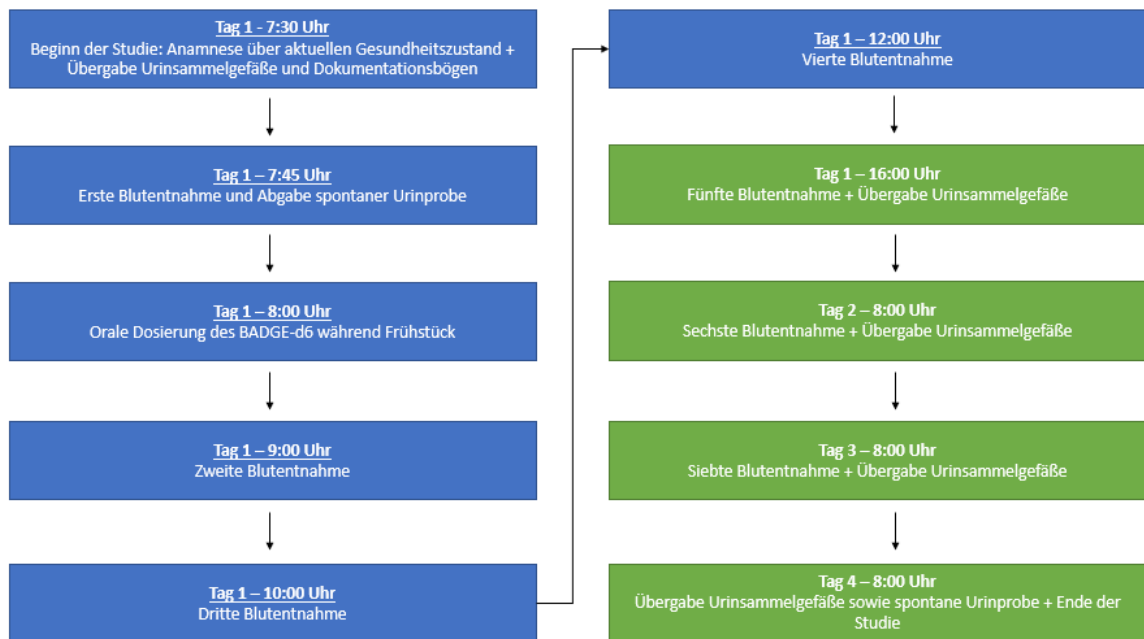 Tag 1 - 7:30 Uhr
Beginn der Studie: Anamnese über aktuellen Gesundheitszustand +
Übergabe Urinsammelgefäße und Dokumentationsbögen
Tag 1 – 7:45 Uhr
Erste Blutentnahme und Abgabe spontaner Urinprobe
Tag 1 – 8:00 Uhr
Orale Dosierung des BADGE-d6 während Frühstück
Tag 1 – 9:00 Uhr
Zweite Blutentnahme
Tag 1 – 10:00 Uhr
Dritte Blutentnahme
Tag 1 – 12:00 Uhr
Vierte Blutentnahme
Tag 1 – 16:00 Uhr
Fünfte Blutentnahme + Übergabe Urinsammelgefäße
Tag 2 – 8:00 Uhr
Sechste Blutentnahme + Übergabe Urinsammelgefäße
Tag 3 – 8:00 Uhr
Siebte Blutentnahme + Übergabe Urinsammelgefäße
Tag 4 – 8:00 Uhr
Übergabe Urinsammelgefäße sowie spontane Urinprobe + Ende der
Studie